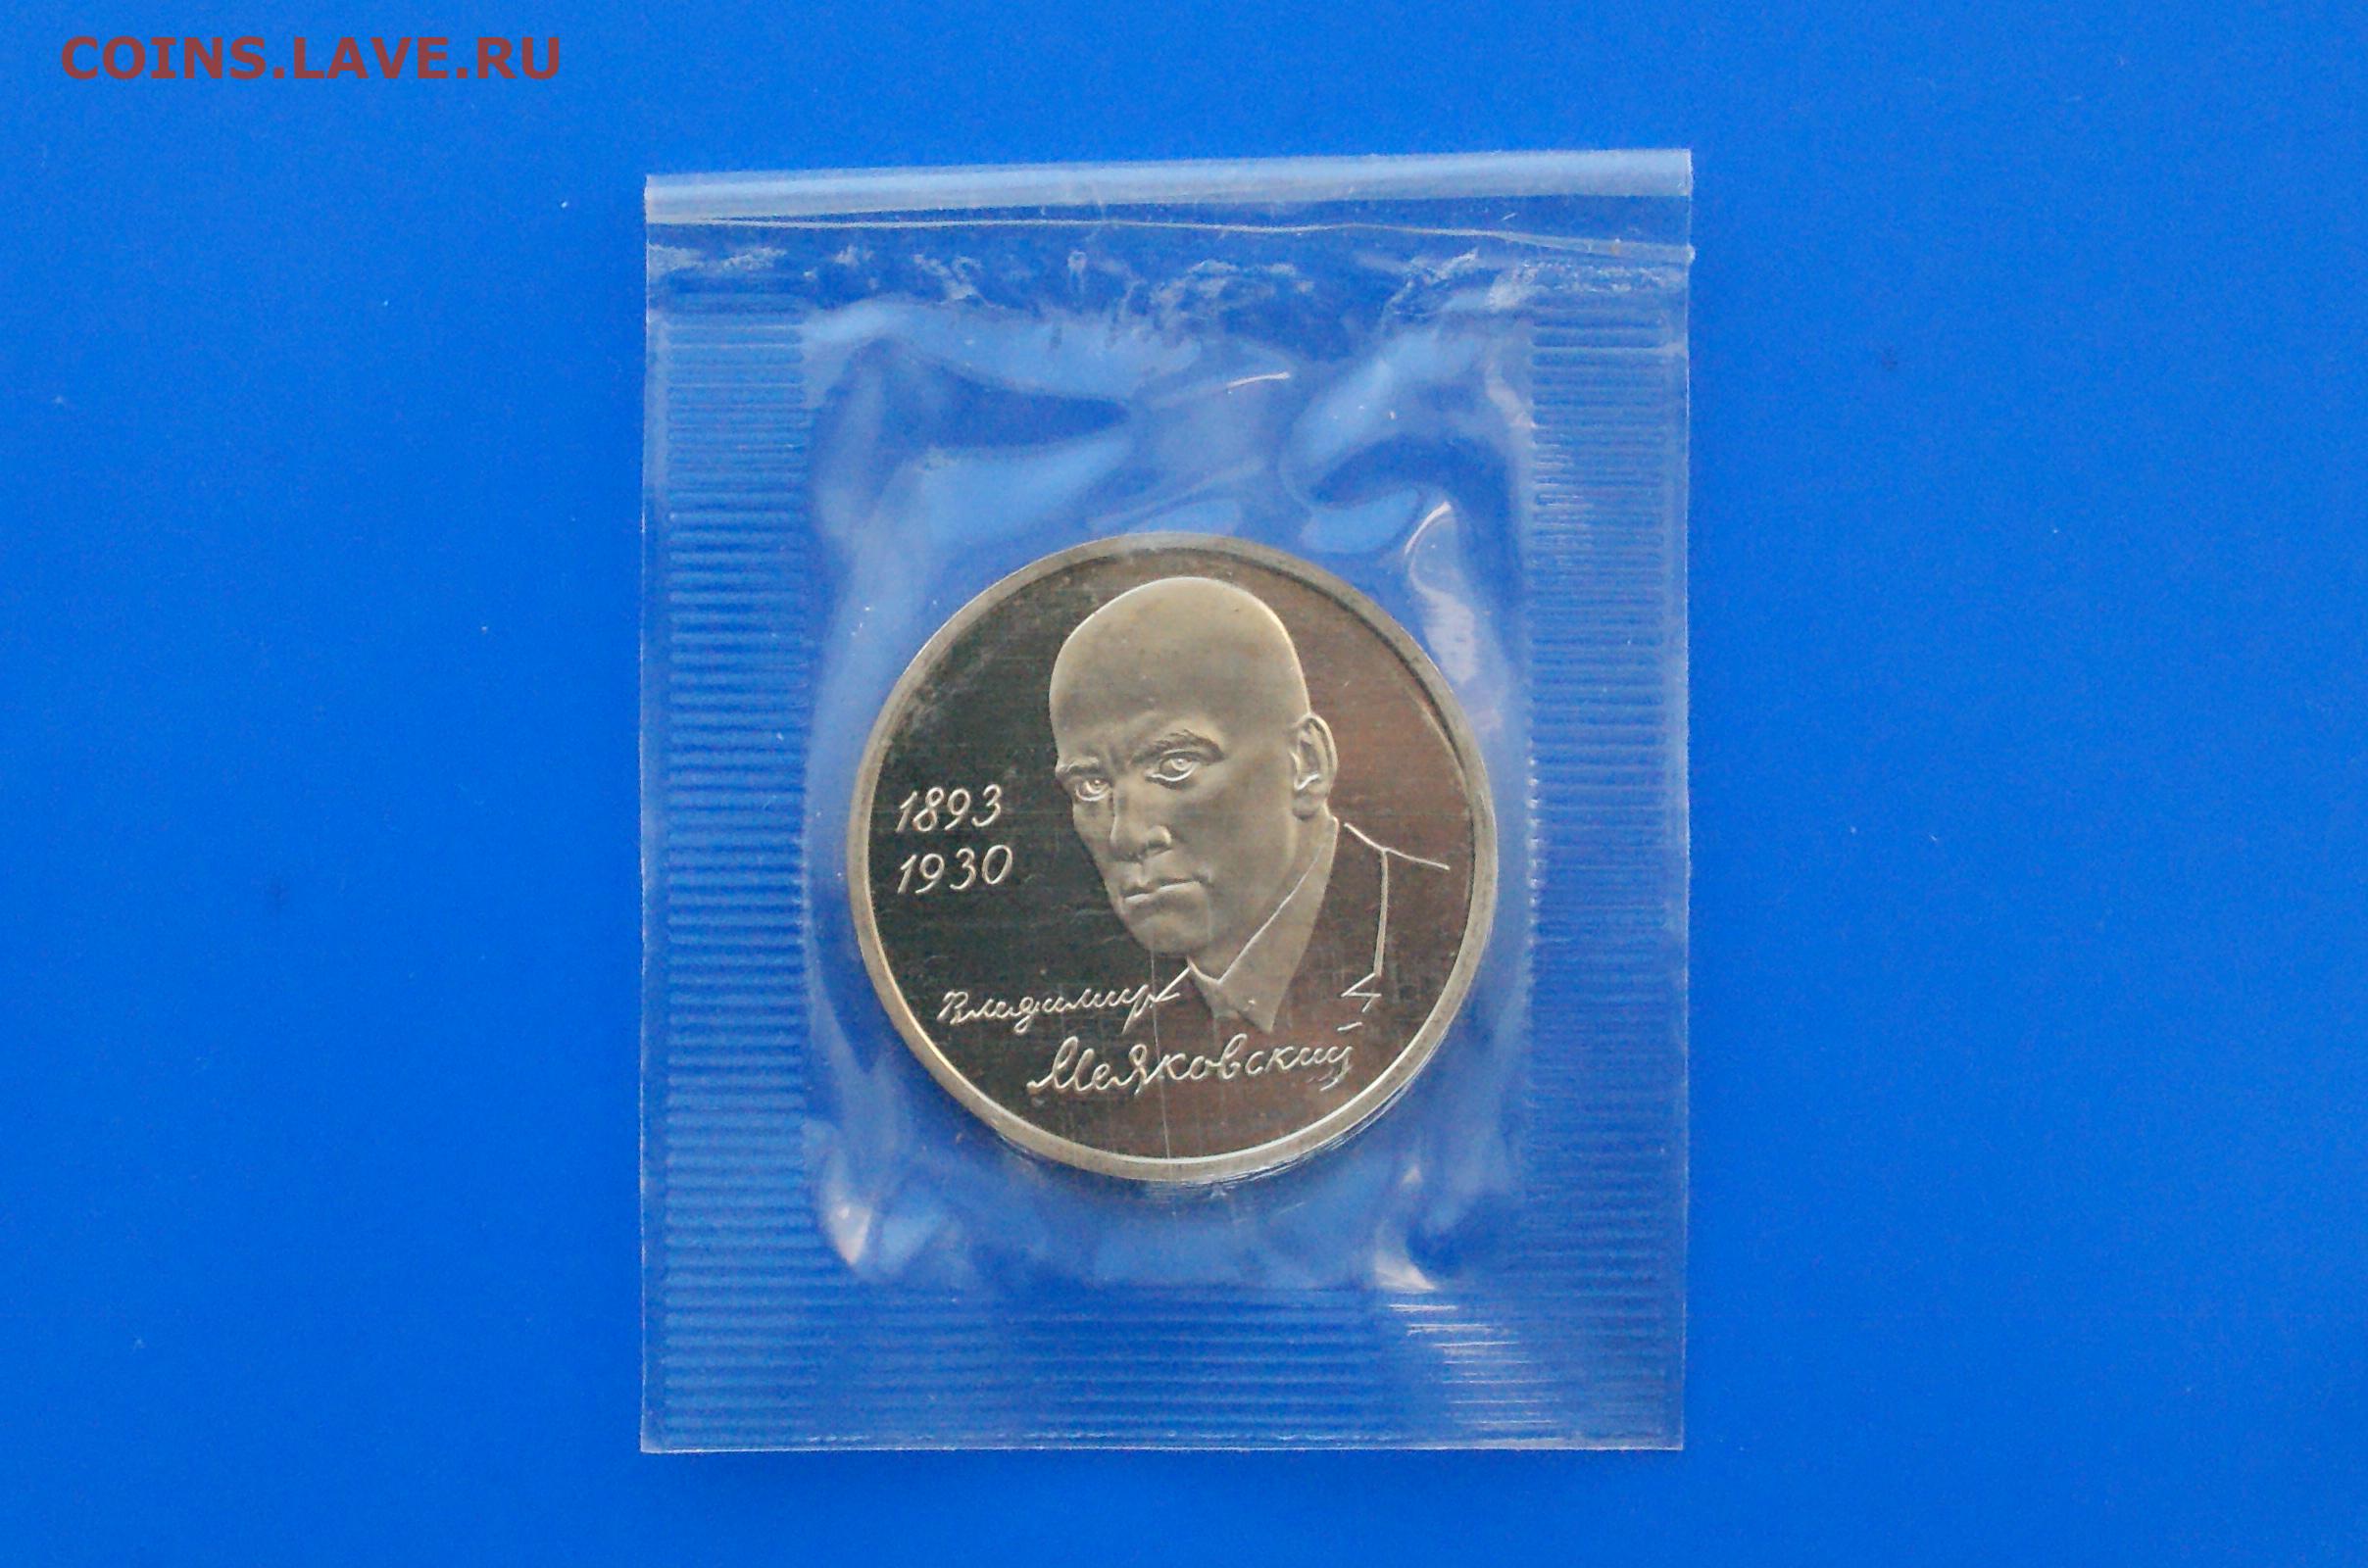 COINS.LAVE.RU
1893
1930
Владимир
Маяковский